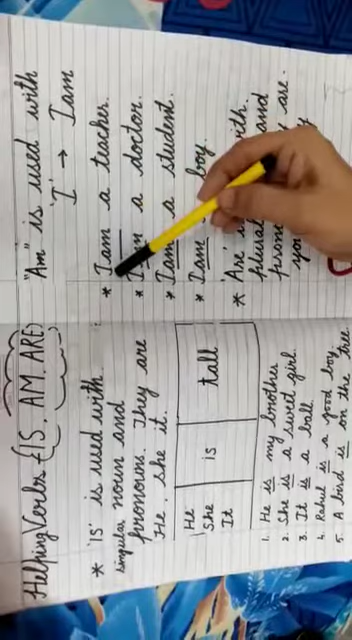 Helping Verbs - (IS, AM, ARE)
* 'IS' is used with
singular noun and
pronouns. They are
He, she it.
He
She
It
is
tall
1. He is my brother
2. She is a sweet girl
3. It is a ball.
4. Rahul is a good boy.
5. A bird is on the tree.
"Am" is used with
'I' → I am
* I am a teacher.
* I am a doctor.
* I am a student.
* I am boy.
* 'Are' with
plural and
are.